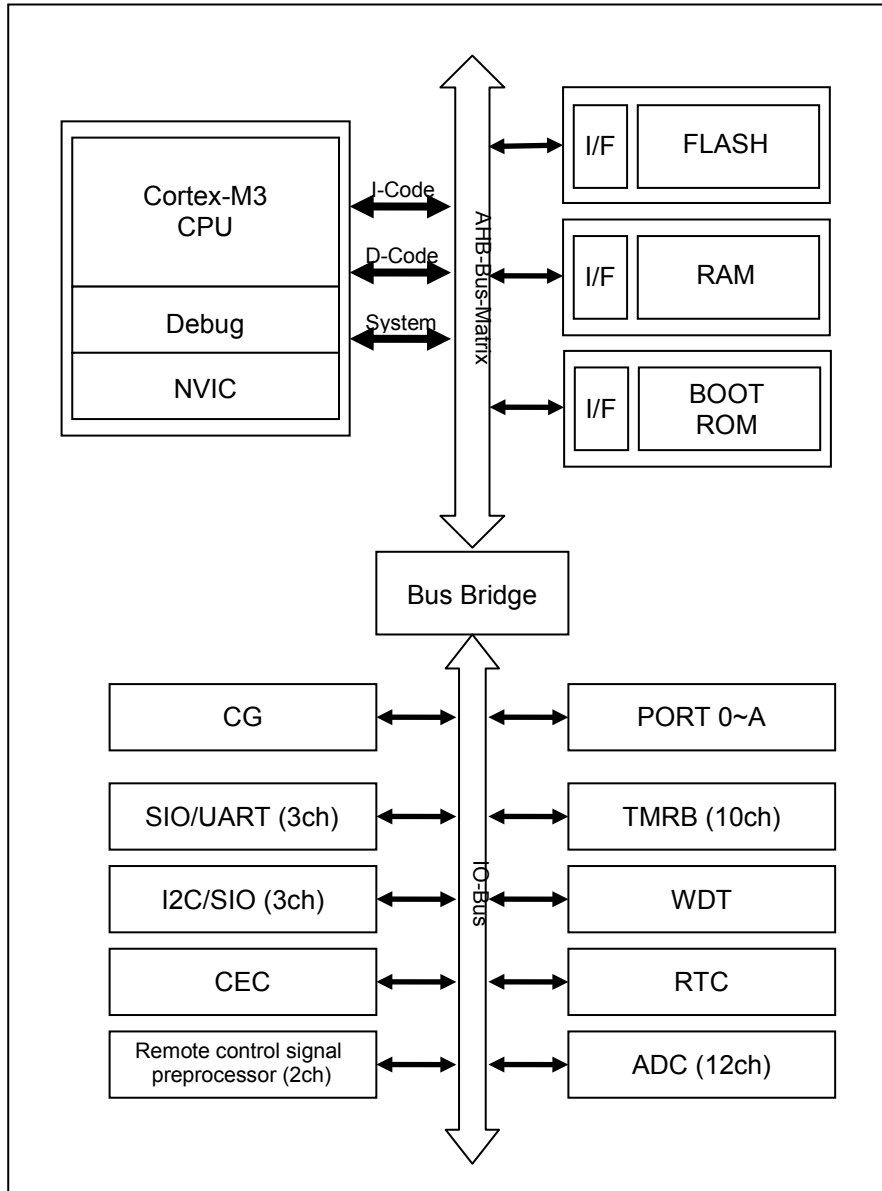 Cortex-M3
CPU
Debug
NVIC
I-Code
D-Code
System
AHB-Bus-Matrix
I/F
FLASH
I/F
RAM
I/F
BOOT
ROM
Bus Bridge
IO-Bus
CG
SIO/UART (3ch)
I2C/SIO (3ch)
CEC
Remote control signal
preprocessor (2ch)
PORT 0~A
TMRB (10ch)
WDT
RTC
ADC (12ch)